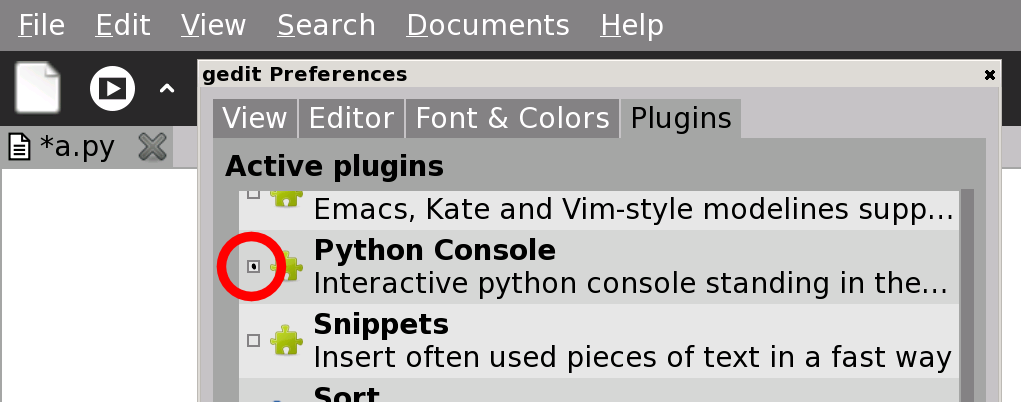 File Edit View Search Documents Help
gedit Preferences
*a.py
View Editor Font & Colors Plugins
Active plugins
Emacs, Kate and Vim-style modelines supp...
Python Console
Interactive python console standing in the...
Snippets
Insert often used pieces of text in a fast way
Sort